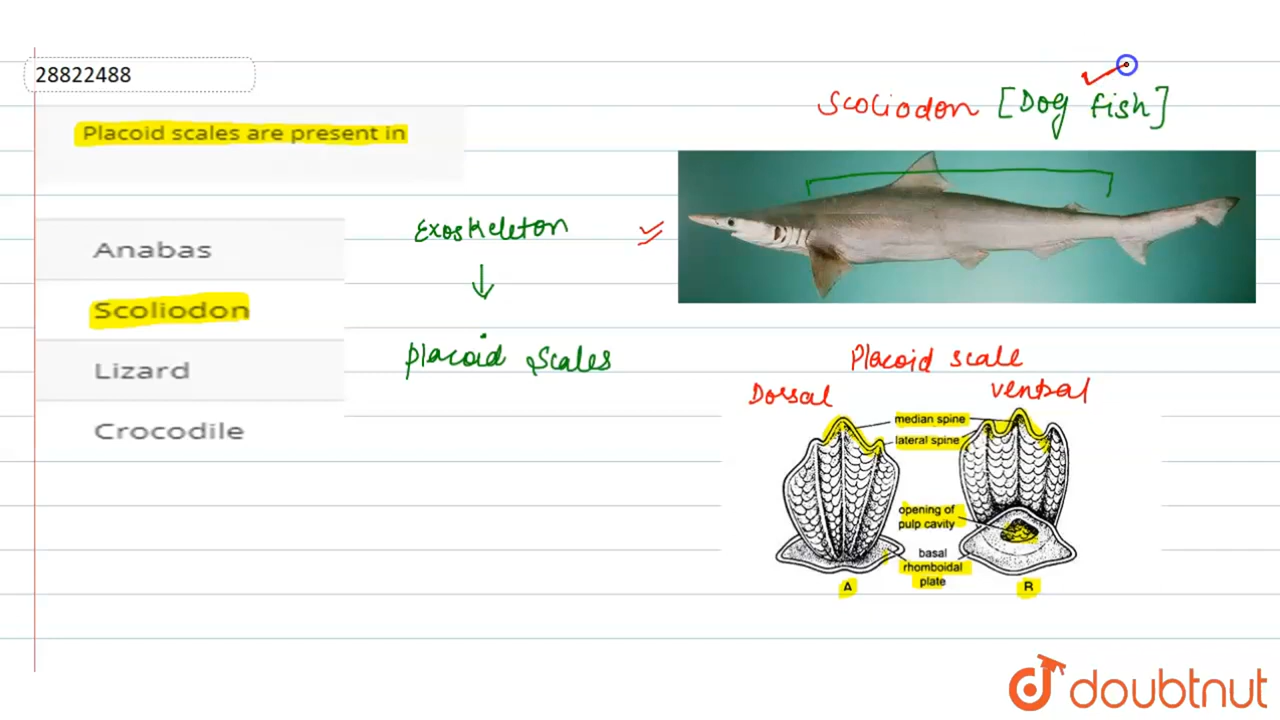 28822488
Placoid scales are present in
Anabas
Scoliodon
Lizard
Crocodile
Exoskeleton
↓
placoid scales
Scoliodon [Dog fish]
Placoid scale
Dorsal
ventral
median spine
lateral spine
opening of
pulp cavity
basal
rhomboidal
plate
A
B
doubtnut